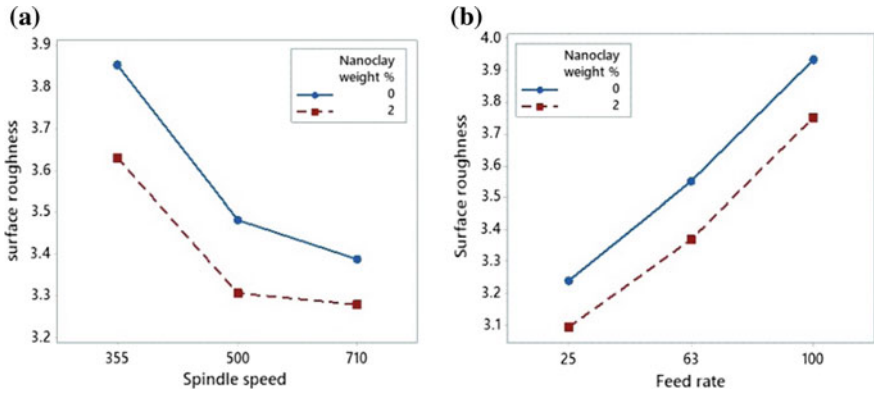 (a)
surface roughness
3.9
3.8
3.7
3.6
3.5
3.4
3.3
3.2
Nanoclay
weight %
0
2
355 500 710
Spindle speed
(b)
Surface roughness
4.0
3.9
3.8
3.7
3.6
3.5
3.4
3.3
3.2
3.1
Nanoclay
weight %
0
2
25 63 100
Feed rate